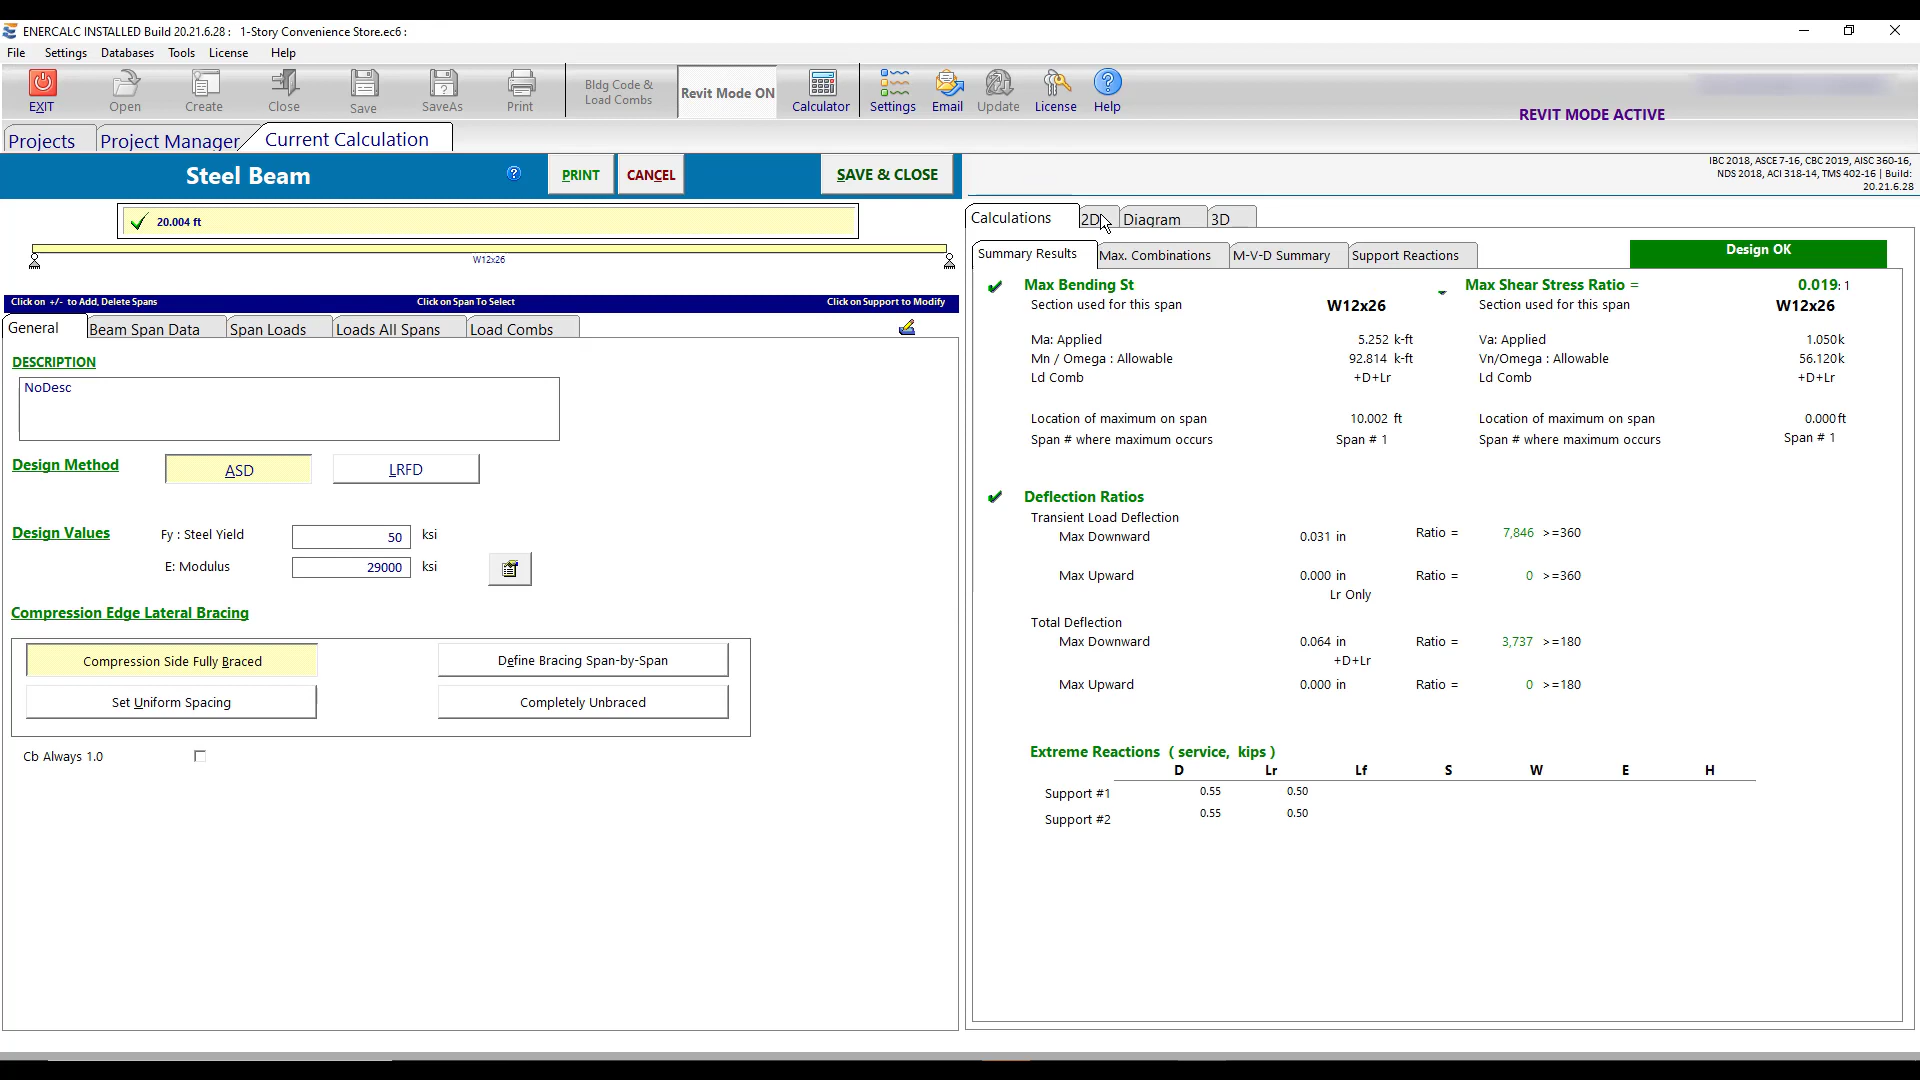 ENERCALC INSTALLED Build 20.21.6.28 :   1-Story Convenience Store.ec6 :
File Settings Databases Tools License Help
EXIT Open Create Close Save SaveAs Print Bldg Code & Load Combs Revit Mode ON Calculator Settings Email Update License Help
REVIT MODE ACTIVE
Projects Project Manager Current Calculation
Steel Beam PRINT CANCEL SAVE & CLOSE
IBC 2018, ASCE 7-16, CBC 2019, AISC 360-16,
NDS 2018, ACI 318-14, TMS 402-16 | Build:
20.21.6.28
20.004 ft
W12x26
Click on +/- to Add, Delete Spans Click on Span To Select Click on Support to Modify
General Beam Span Data Span Loads Loads All Spans Load Combs
DESCRIPTION
NoDesc
Design Method ASD LRFD
Design Values Fy : Steel Yield 50 ksi
E: Modulus 29000 ksi
Compression Edge Lateral Bracing
Compression Side Fully Braced Define Bracing Span-by-Span
Set Uniform Spacing Completely Unbraced
Cb Always 1.0
Calculations 2D Diagram 3D
Summary Results Max. Combinations M-V-D Summary Support Reactions Design OK
Max Bending St Max Shear Stress Ratio = 0.019 : 1
Section used for this span W12x26 Section used for this span W12x26
Ma: Applied 5.252 k-ft Va: Applied 1.050 k
Mn / Omega : Allowable 92.814 k-ft Vn/Omega : Allowable 56.120 k
Ld Comb +D+Lr Ld Comb +D+Lr
Location of maximum on span 10.002 ft Location of maximum on span 0.000 ft
Span # where maximum occurs Span # 1 Span # where maximum occurs Span # 1
Deflection Ratios
Transient Load Deflection
Max Downward 0.031 in Ratio = 7,846 >=360
Max Upward 0.000 in Ratio = 0 >=360
Lr Only
Total Deflection
Max Downward 0.064 in Ratio = 3,737 >=180
+D+Lr
Max Upward 0.000 in Ratio = 0 >=180
Extreme Reactions ( service, kips )
D Lr Lf S W E H
Support #1 0.55 0.50
Support #2 0.55 0.50